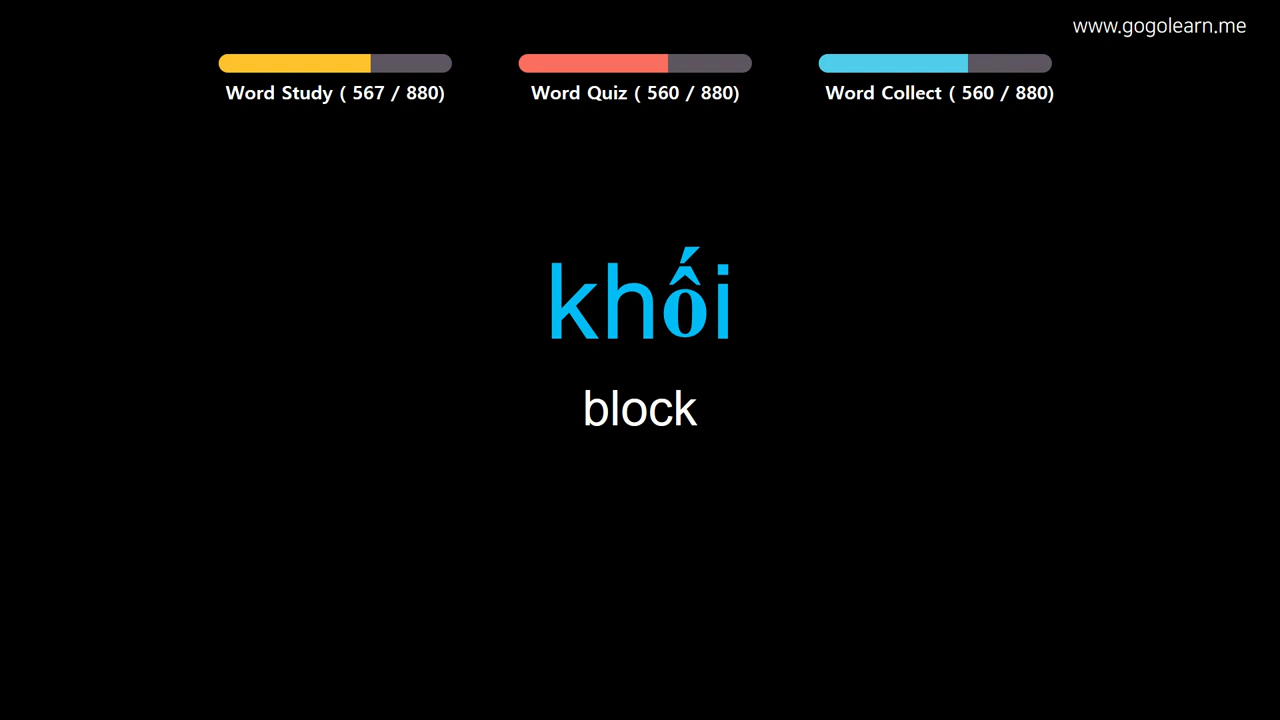 www.gogolearn.me
Word Study ( 567 / 880)
Word Quiz ( 560 / 880)
Word Collect ( 560 / 880)
khối
block